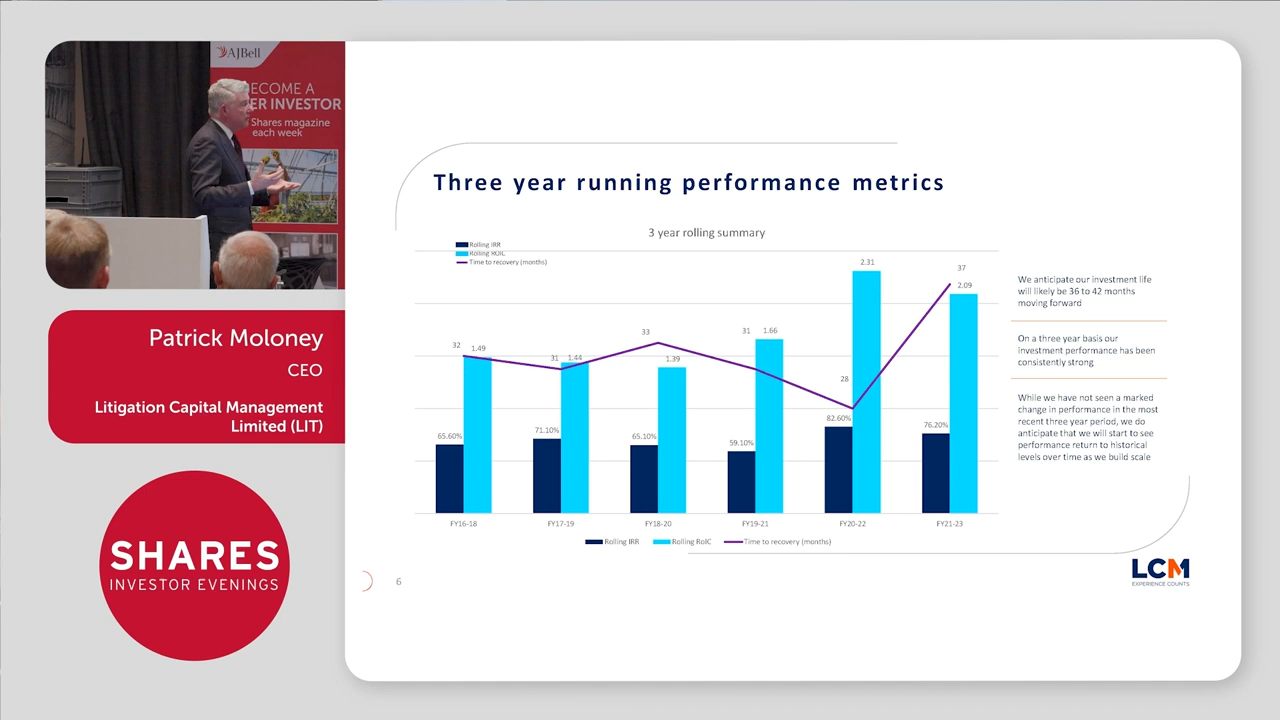 AJBell
ECOME A
ER INVESTOR
Shares magazine
each week
Patrick Moloney
CEO
Litigation Capital Management
Limited (LIT)
SHARES
INVESTOR EVENINGS
Three year running performance metrics
3 year rolling summary
Rolling IRR
Rolling ROIC
Time to recovery (months)
32
1.49
31
1.44
33
1.39
31
1.66
28
2.31
37
2.09
65.60%
71.10%
65.10%
59.10%
82.60%
76.20%
FY16-18
FY17-19
FY18-20
FY19-21
FY20-22
FY21-23
Rolling IRR
Rolling RoIC
Time to recovery (months)
We anticipate our investment life
will likely be 36 to 42 months
moving forward
On a three year basis our
investment performance has been
consistently strong
While we have not seen a marked
change in performance in the most
recent three year period, we do
anticipate that we will start to see
performance return to historical
levels over time as we build scale
6
LCM
EXPERIENCE COUNTS